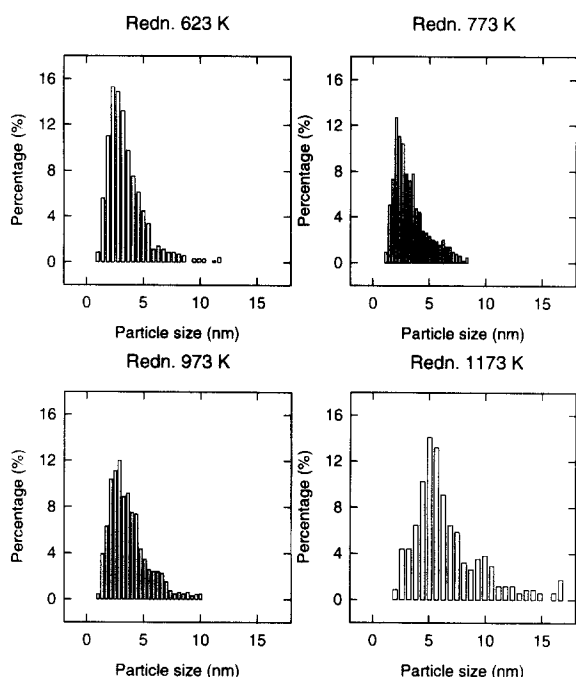 Redn. 623 K
Percentage (%)
16
12
8
4
0
0 5 10 15
Particle size (nm)
Redn. 773 K
Percentage (%)
16
12
8
4
0
0 5 10 15
Particle size (nm)
Redn. 973 K
Percentage (%)
16
12
8
4
0
0 5 10 15
Particle size (nm)
Redn. 1173 K
Percentage (%)
16
12
8
4
0
0 5 10 15
Particle size (nm)